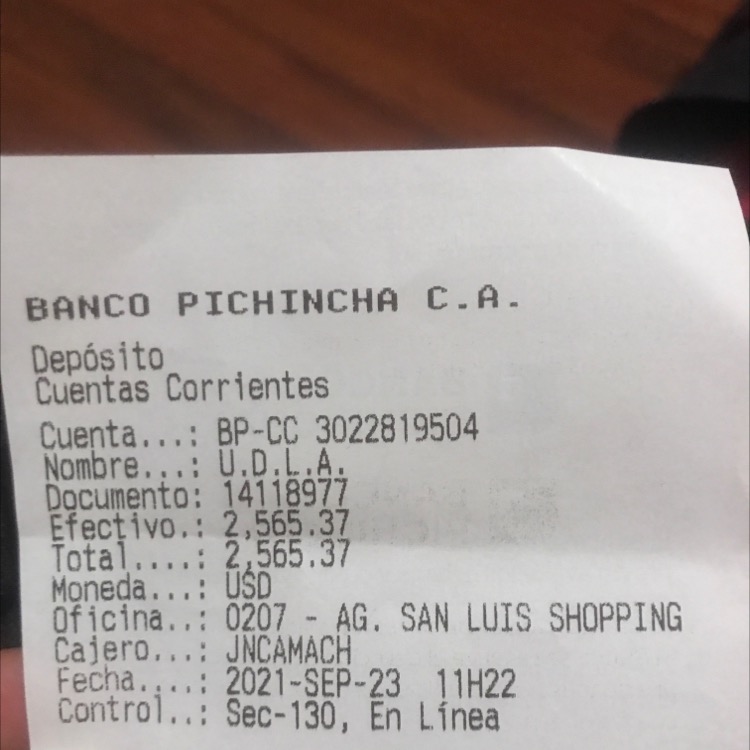 BANCO PICHINCHA C.A.
Depósito
Cuentas Corrientes
Cuenta...: BP-CC 3022819504
Nombre...: U.D.L.A.
Documento: 14118977
Efectivo.: 2,565.37
Total....: 2,565.37
Moneda...: USD
Oficina..: 0207 - AG. SAN LUIS SHOPPING
Cajero...: JNCAMACH
Fecha....: 2021-SEP-23 11H22
Control..: Sec-130, En Línea